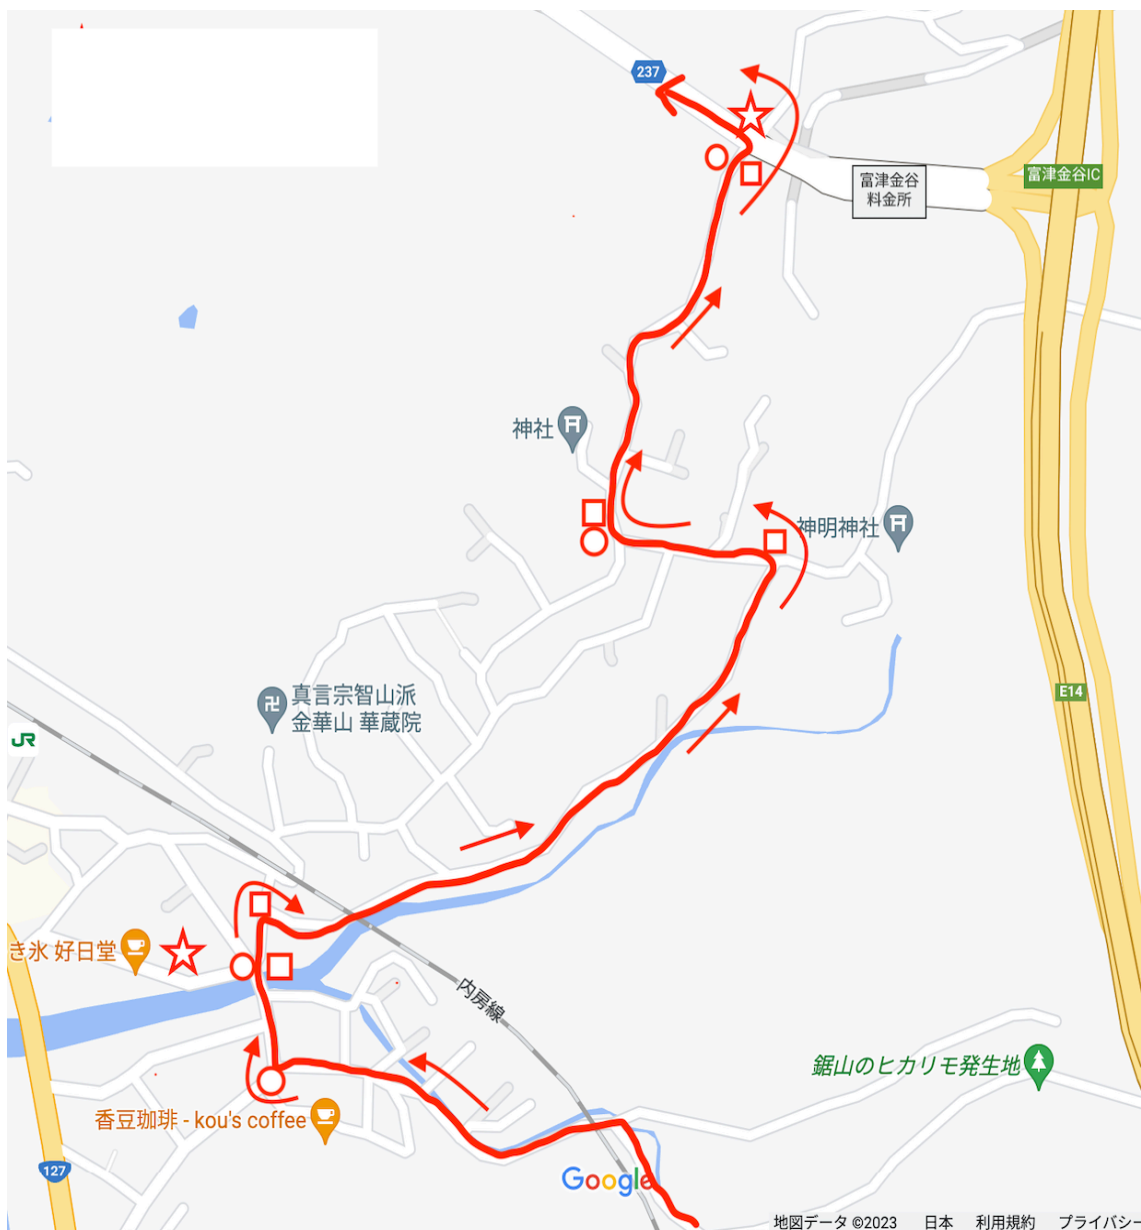 237
富津金谷
料金所
富津金谷IC
神社
神明神社
真言宗智山派
金華山 華蔵院
E14
JR
き氷 好日堂
内房線
鋸山のヒカリモ発生地
香豆珈琲 - kou's coffee
127
Google
地図データ ©2023 日本 利用規約 プライバシー